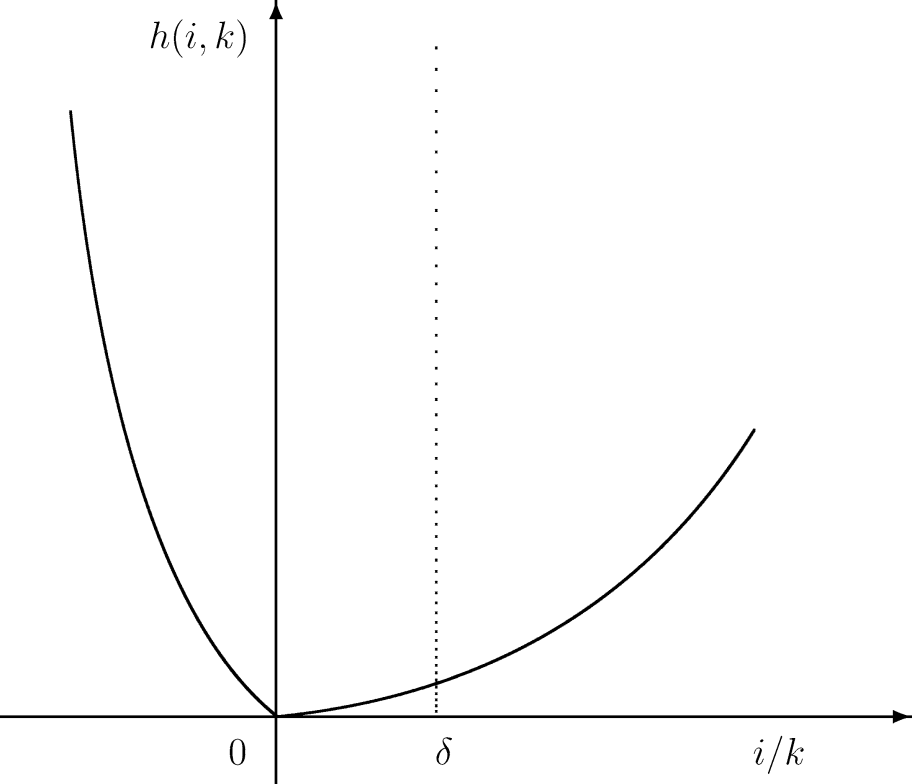 h(i, k)
0
δ
i/k